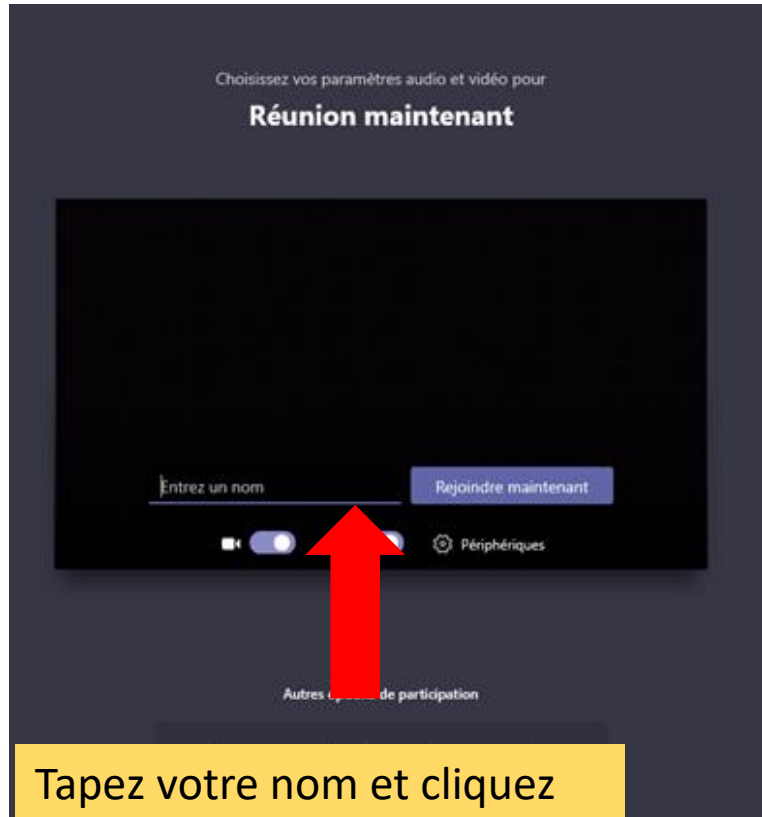 Choisissez vos paramètres audio et vidéo pour
Réunion maintenant
Entrez un nom
Rejoindre maintenant
Périphériques
Autres de participation
Tapez votre nom et cliquez